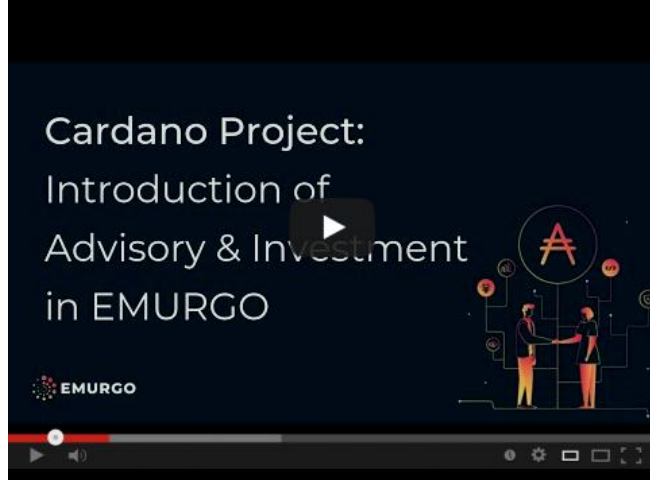 Cardano Project:
Introduction of
Advisory & Investment
in EMURGO
EMURGO